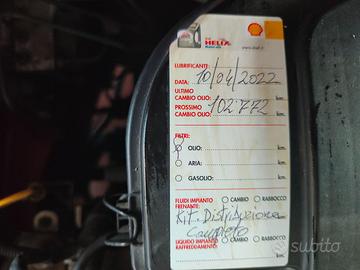 HELIX
LUBRIFICANTE:
DATA: 10/04/2022
ULTIMO
CAMBIO OLIO: km.
PROSSIMO 102772
CAMBIO OLIO: km.
FILTRI:
OLIO: km.
ARIA: km.
GASOLIO: km.
FLUIDI IMPIANTO CAMBIO RABBOCCO
FRENANTE:
Kit Distribuzione
Completo
LIQUIDO IMPIANTO CAMBIO RABBOCCO
RAFFREDDAMENTO:
subito